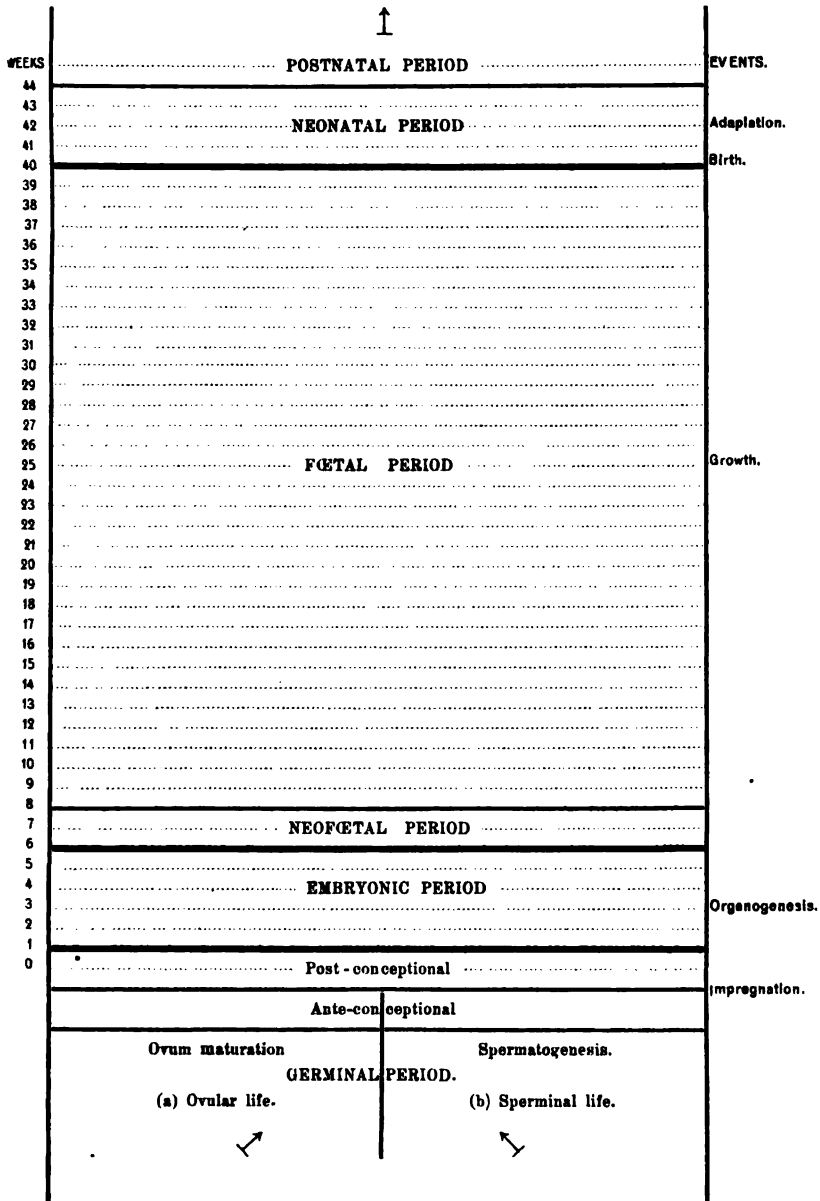 WEEKS POSTNATAL PERIOD EVENTS.
44
43
42 NEONATAL PERIOD Adaptation.
41
40 Birth.
39
38
37
36
35
34
33
32
31
30
29
28
27
26
25 FŒTAL PERIOD Growth.
24
23
22
21
20
19
18
17
16
15
14
13
12
11
10
9
8
7 NEOFŒTAL PERIOD
6
5
4 EMBRYONIC PERIOD
3 Organogenesis.
2
1
0 Post-conceptional
Impregnation.
Ante-conceptional
Ovum maturation Spermatogenesis.
GERMINAL PERIOD.
(a) Ovular life. (b) Sperminal life.